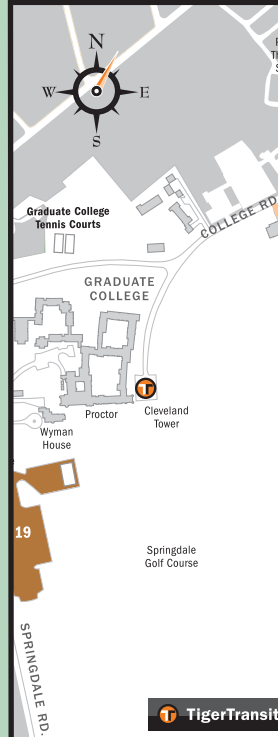 N
W
E
S
Graduate College
Tennis Courts
COLLEGE RD
GRADUATE
COLLEGE
T
Proctor
Cleveland
Tower
Wyman
House
19
Springdale
Golf Course
SPRINGDALE RD.
T TigerTransit